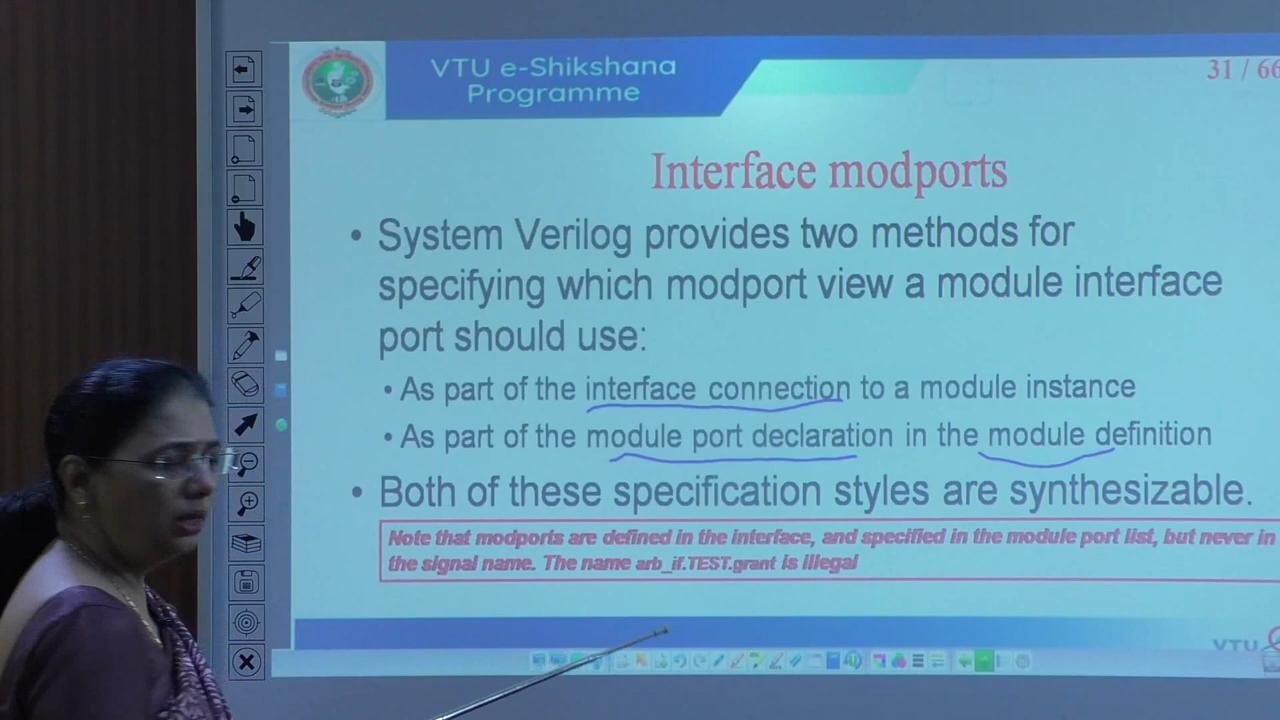 VTU e-Shikshana
Programme
31 / 66
Interface modports
• System Verilog provides two methods for
specifying which modport view a module interface
port should use:
• As part of the interface connection to a module instance
• As part of the module port declaration in the module definition
• Both of these specification styles are synthesizable.
Note that modports are defined in the interface, and specified in the module port list, but never in
the signal name. The name arb_if.TEST.grant is illegal
VTU